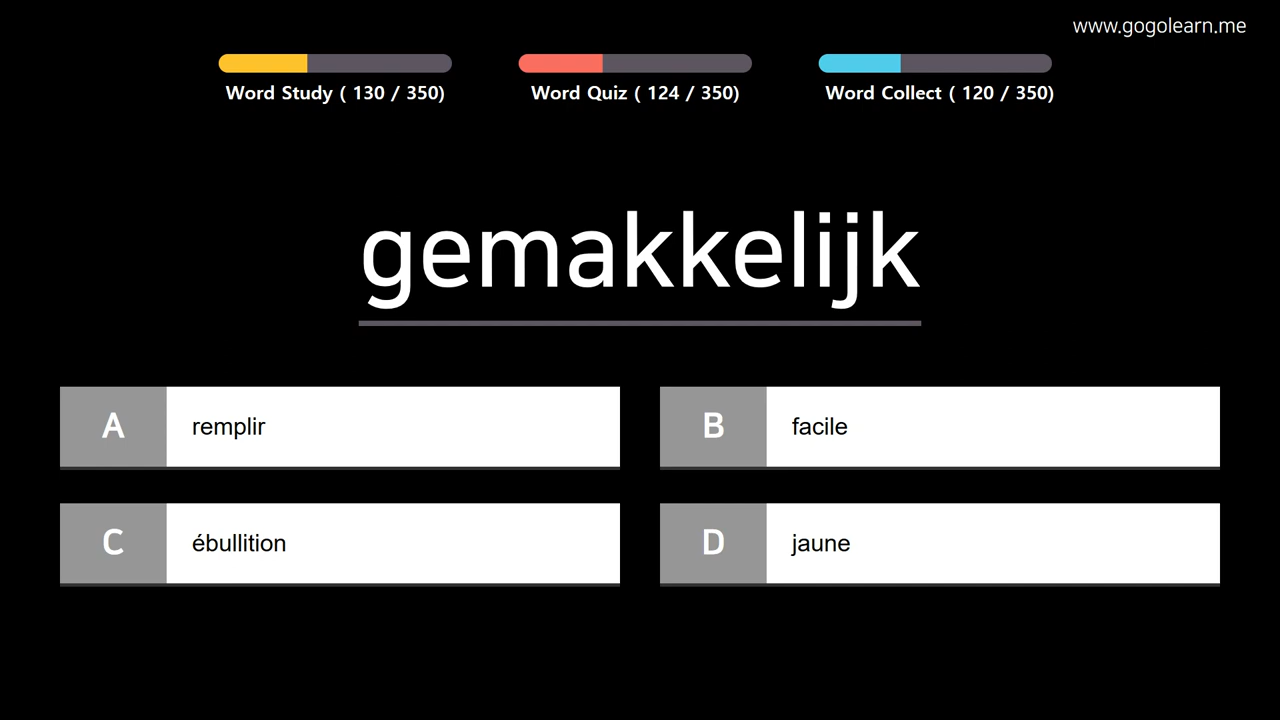 www.gogolearn.me
Word Study ( 130 / 350)
Word Quiz ( 124 / 350)
Word Collect ( 120 / 350)
gemakkelijk
A remplir
B facile
C ébullition
D jaune